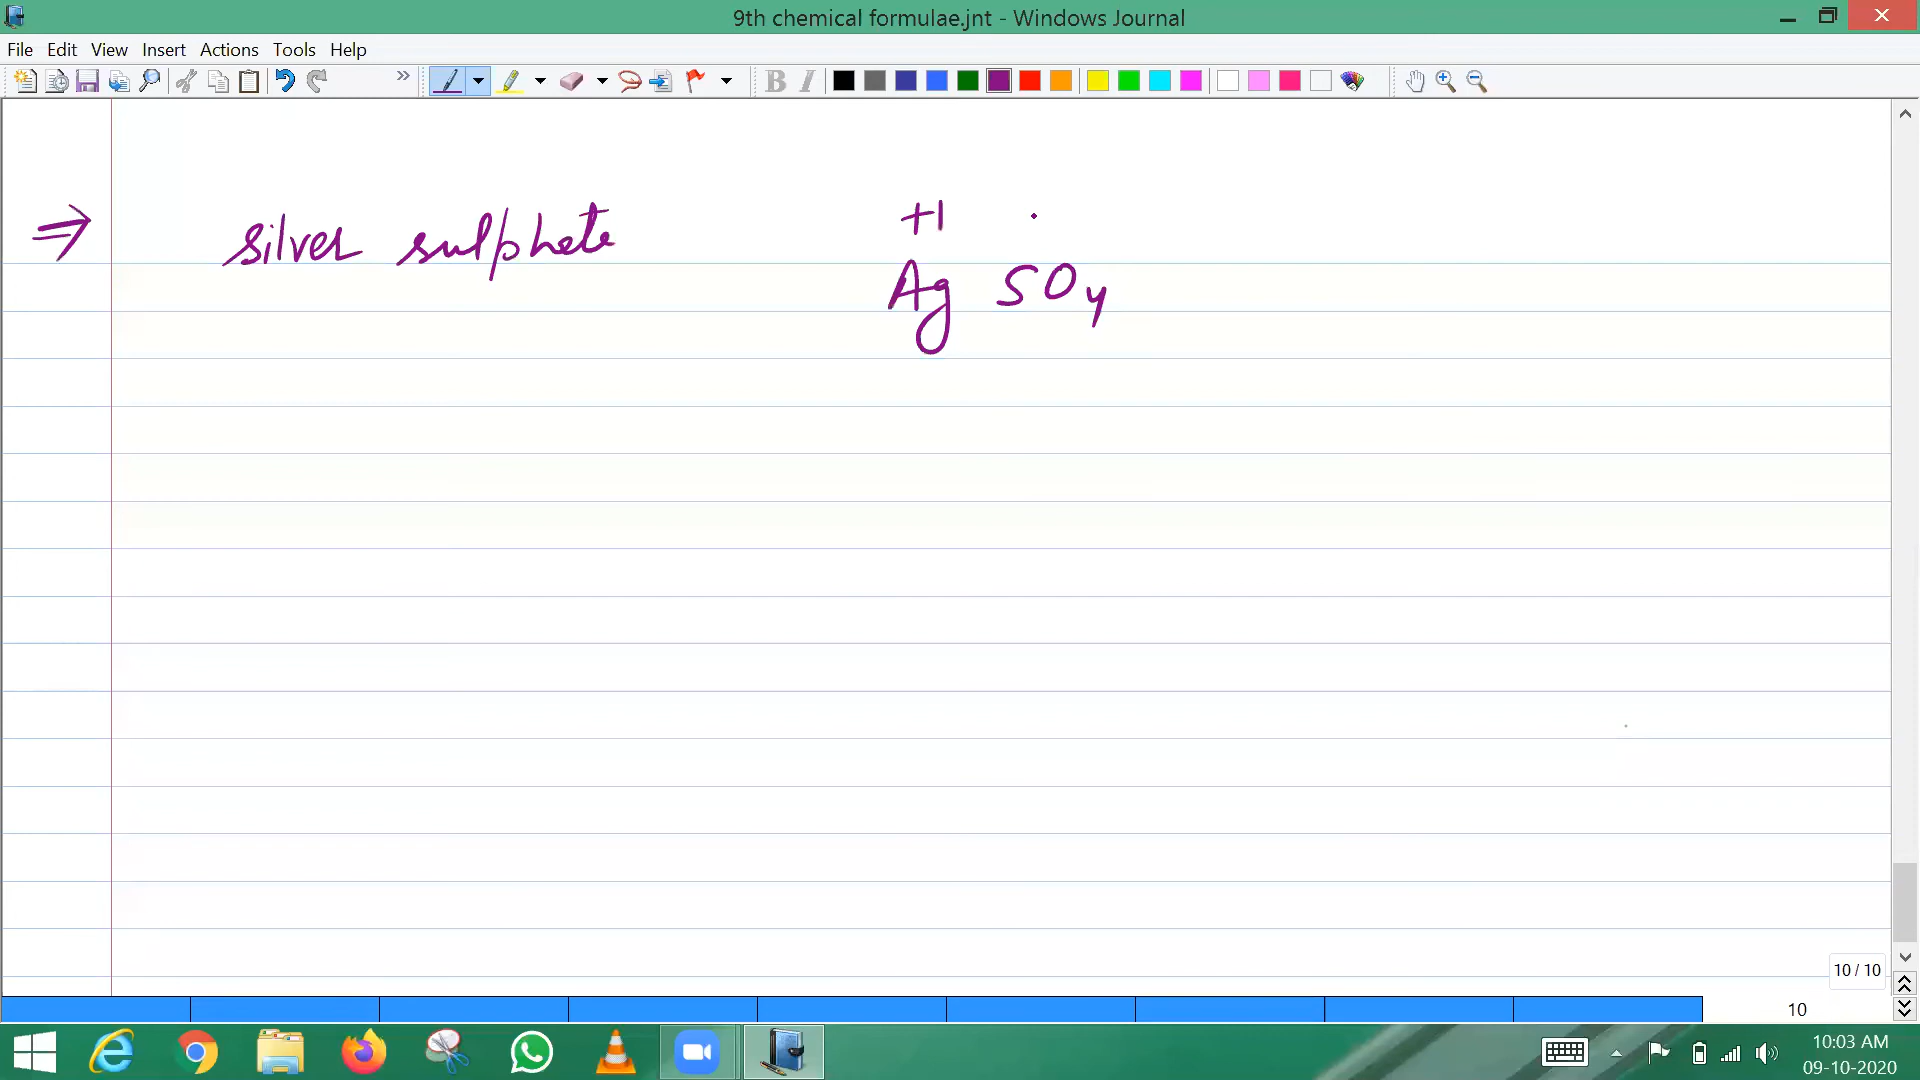 9th chemical formulae.jnt - Windows Journal
File Edit View Insert Actions Tools Help
B I
⇒ silver sulphate
+1
Ag SO4
10 / 10
10
10:03 AM
09-10-2020